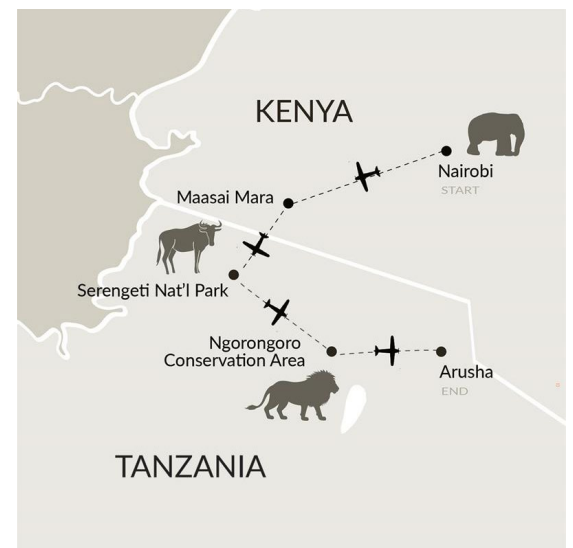 KENYA
Nairobi
START
Maasai Mara
Serengeti Nat'l Park
Ngorongoro
Conservation Area
Arusha
END
TANZANIA